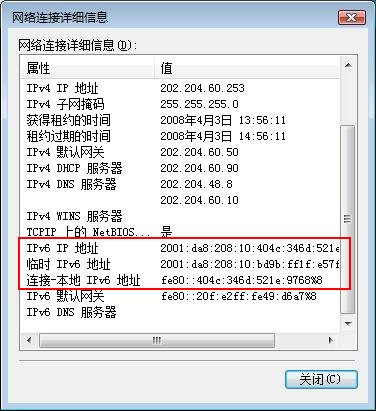 网络连接详细信息
网络连接详细信息(D):
属性 值
IPv4 IP 地址 202.204.60.253
IPv4 子网掩码 255.255.255.0
获得租约的时间 2008年4月3日 13:56:11
租约过期的时间 2008年4月3日 14:56:11
IPv4 默认网关 202.204.60.50
IPv4 DHCP 服务器 202.204.60.90
IPv4 DNS 服务器 202.204.48.8
202.204.60.10
IPv4 WINS 服务器
TCPIP 上的 NetBIOS... 是
IPv6 IP 地址 2001:da8:208:10:404c:346d:521e
临时 IPv6 地址 2001:da8:208:10:bd9b:ff1f:e57f
连接-本地 IPv6 地址 fe80::404c:346d:521e:9768%8
IPv6 默认网关 fe80::20f:e2ff:fe49:d6a7%8
IPv6 DNS 服务器
关闭(C)